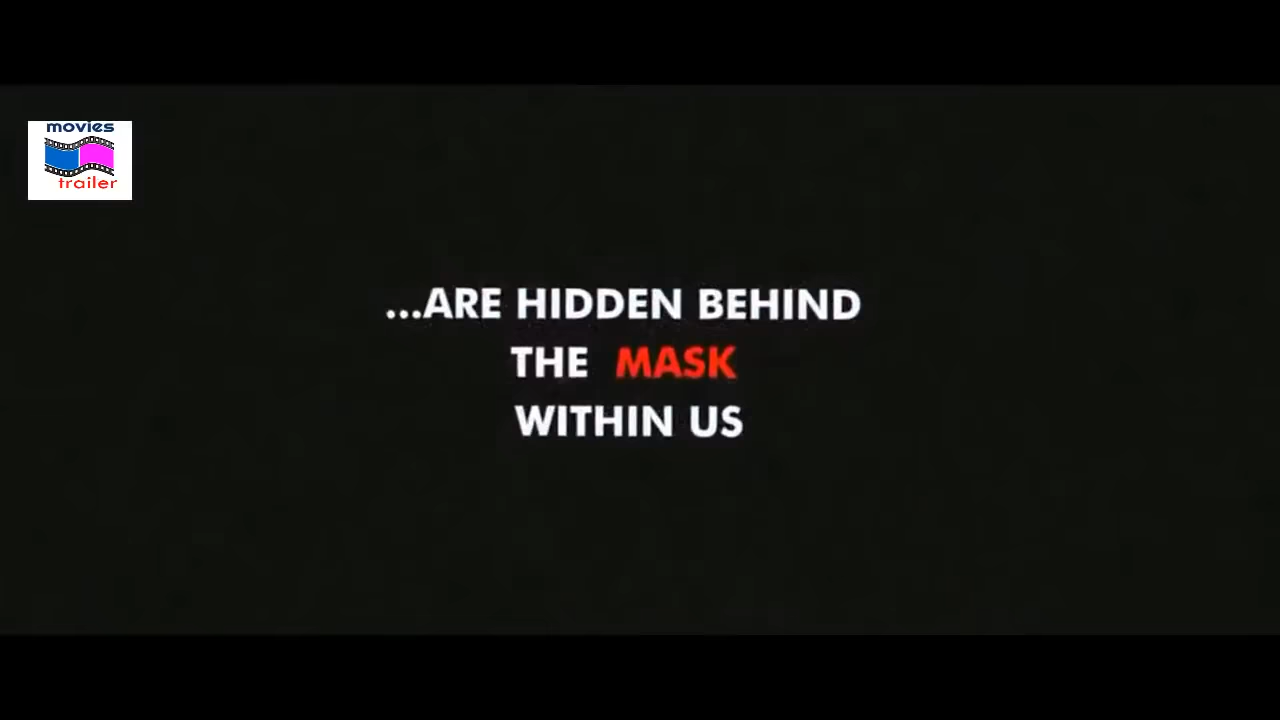 movies
trailer
...ARE HIDDEN BEHIND
THE MASK
WITHIN US